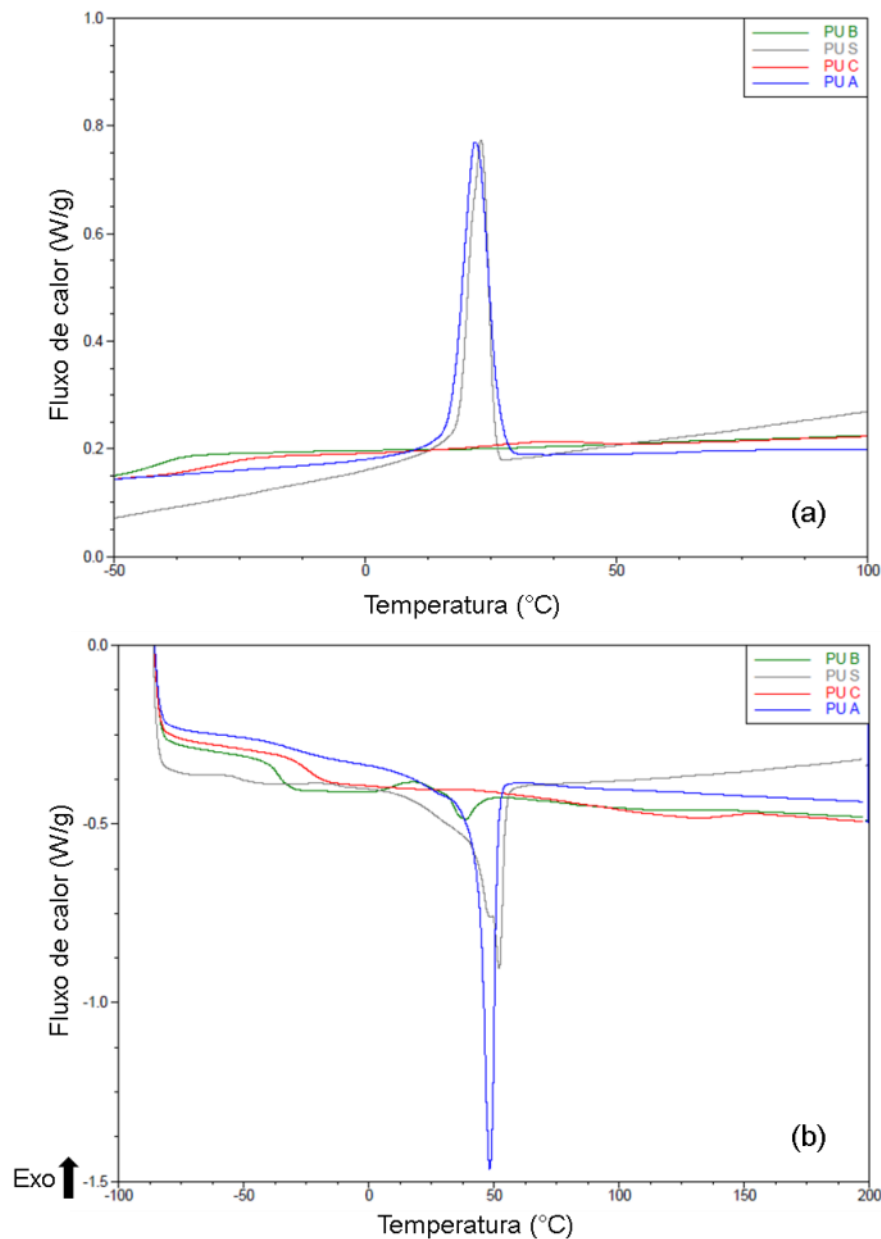 1.0
0.8
0.6
0.4
0.2
0.0
Fluxo de calor (W/g)
PU B
PU S
PU C
PU A
(a)
-50
0
50
100
Temperatura (°C)
0.0
-0.5
-1.0
-1.5
Fluxo de calor (W/g)
PU B
PU S
PU C
PU A
(b)
Exo
-100
-50
0
50
100
150
200
Temperatura (°C)